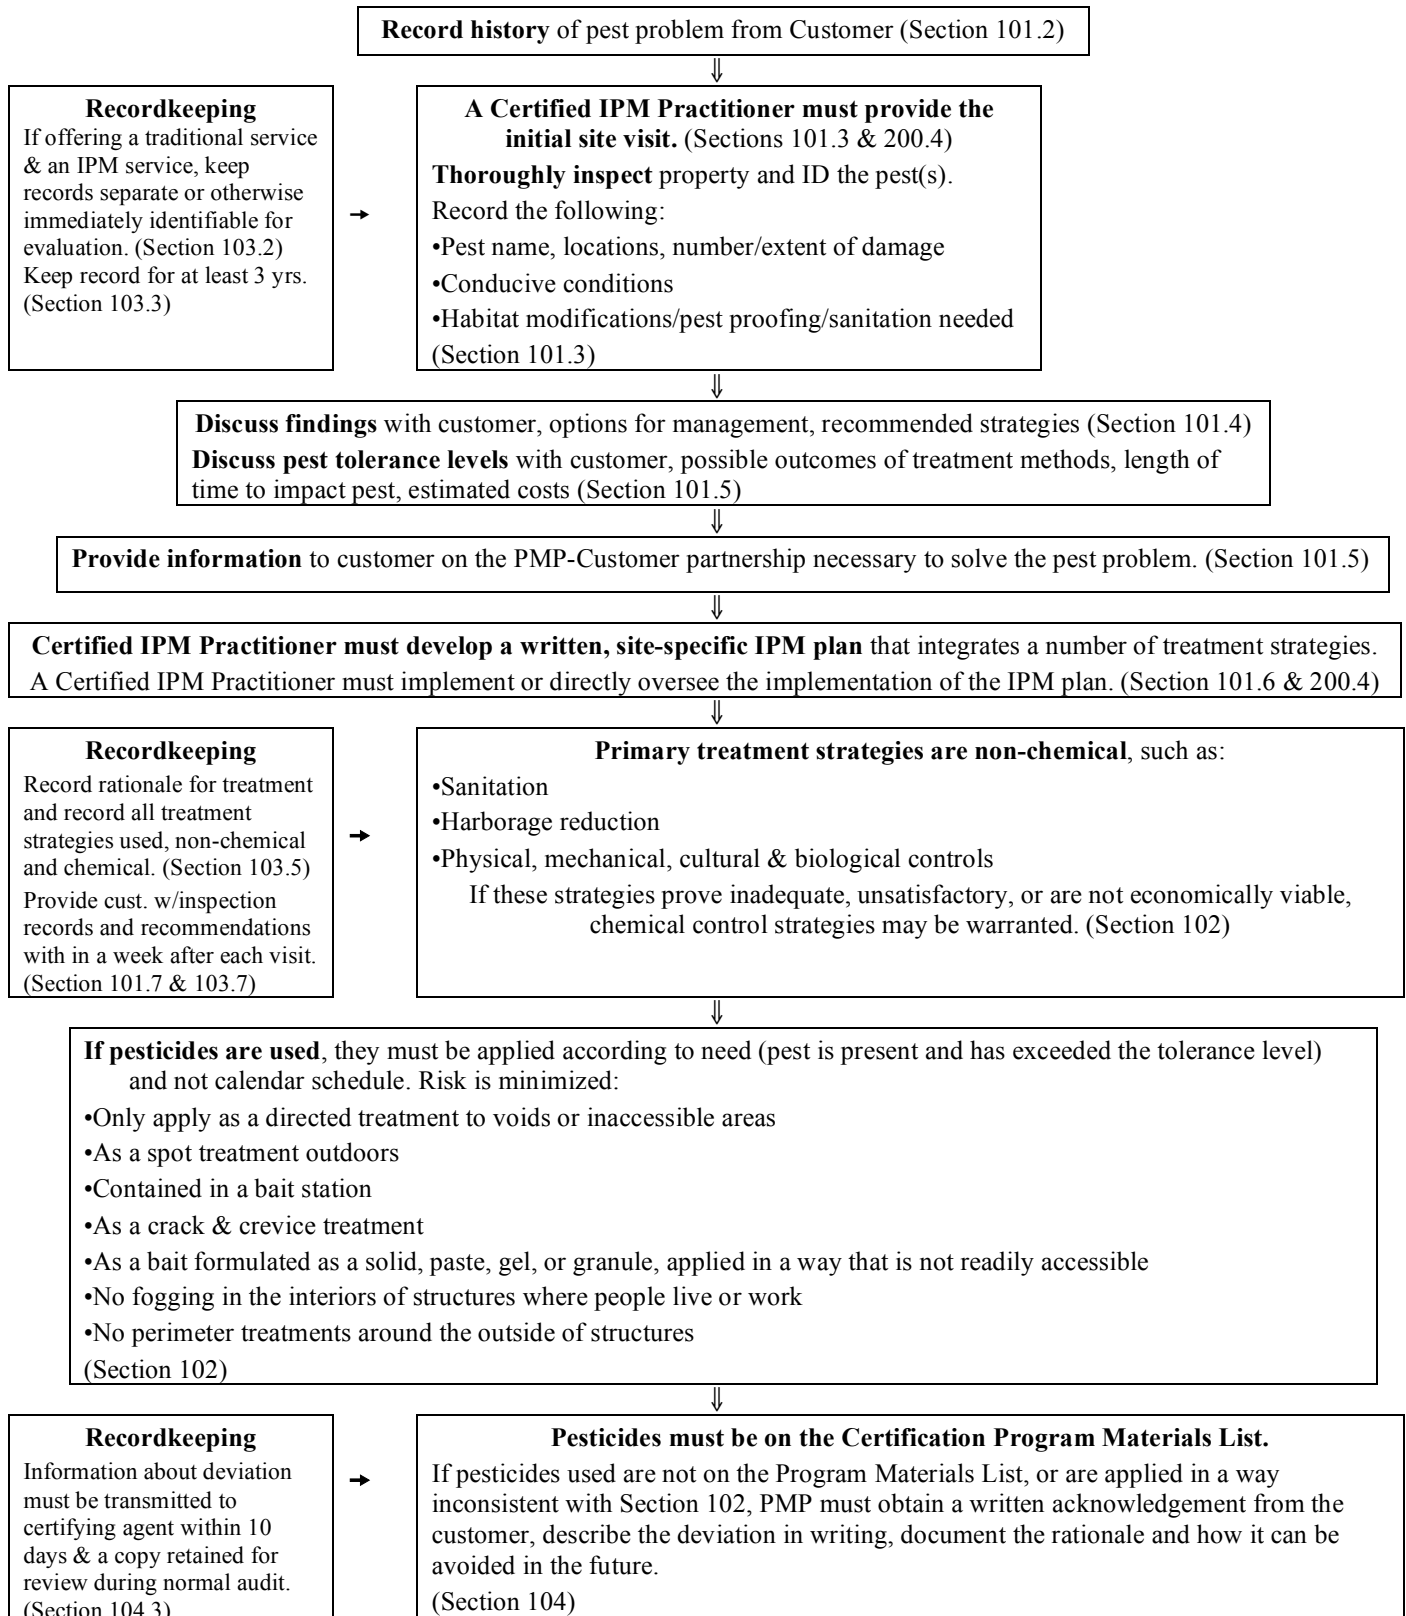 Record history of pest problem from Customer (Section 101.2)
⇓
Recordkeeping
If offering a traditional service
& an IPM service, keep
records separate or otherwise
immediately identifiable for
evaluation. (Section 103.2)
Keep record for at least 3 yrs.
(Section 103.3)
→
A Certified IPM Practitioner must provide the
initial site visit. (Sections 101.3 & 200.4)
Thoroughly inspect property and ID the pest(s).
Record the following:
•Pest name, locations, number/extent of damage
•Conducive conditions
•Habitat modifications/pest proofing/sanitation needed
(Section 101.3)
⇓
Discuss findings with customer, options for management, recommended strategies (Section 101.4)
Discuss pest tolerance levels with customer, possible outcomes of treatment methods, length of
time to impact pest, estimated costs (Section 101.5)
⇓
Provide information to customer on the PMP-Customer partnership necessary to solve the pest problem. (Section 101.5)
⇓
Certified IPM Practitioner must develop a written, site-specific IPM plan that integrates a number of treatment strategies.
A Certified IPM Practitioner must implement or directly oversee the implementation of the IPM plan. (Section 101.6 & 200.4)
⇓
Recordkeeping
Record rationale for treatment
and record all treatment
strategies used, non-chemical
and chemical. (Section 103.5)
Provide cust. w/inspection
records and recommendations
with in a week after each visit.
(Section 101.7 & 103.7)
→
Primary treatment strategies are non-chemical, such as:
•Sanitation
•Harborage reduction
•Physical, mechanical, cultural & biological controls
If these strategies prove inadequate, unsatisfactory, or are not economically viable,
chemical control strategies may be warranted. (Section 102)
⇓
If pesticides are used, they must be applied according to need (pest is present and has exceeded the tolerance level)
and not calendar schedule. Risk is minimized:
•Only apply as a directed treatment to voids or inaccessible areas
•As a spot treatment outdoors
•Contained in a bait station
•As a crack & crevice treatment
•As a bait formulated as a solid, paste, gel, or granule, applied in a way that is not readily accessible
•No fogging in the interiors of structures where people live or work
•No perimeter treatments around the outside of structures
(Section 102)
⇓
Recordkeeping
Information about deviation
must be transmitted to
certifying agent within 10
days & a copy retained for
review during normal audit.
(Section 104.3)
→
Pesticides must be on the Certification Program Materials List.
If pesticides used are not on the Program Materials List, or are applied in a way
inconsistent with Section 102, PMP must obtain a written acknowledgement from the
customer, describe the deviation in writing, document the rationale and how it can be
avoided in the future.
(Section 104)